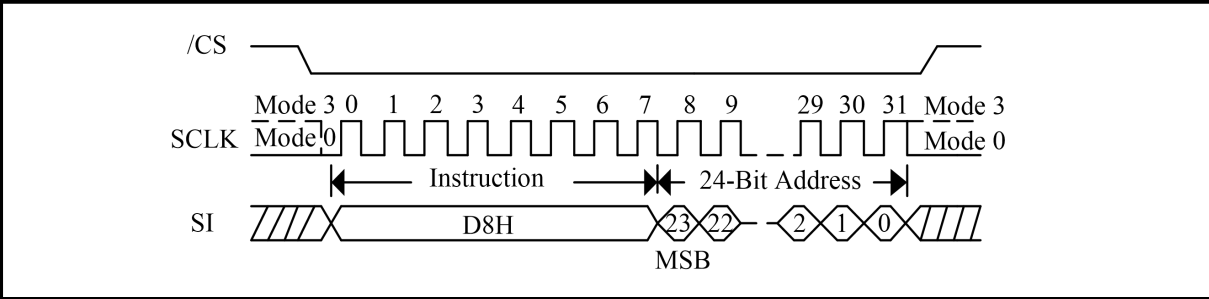 /CS
Mode 3 0 1 2 3 4 5 6 7 8 9 29 30 31 Mode 3
SCLK Mode 0 Mode 0
Instruction 24-Bit Address
SI D8H 23 22 2 1 0
MSB